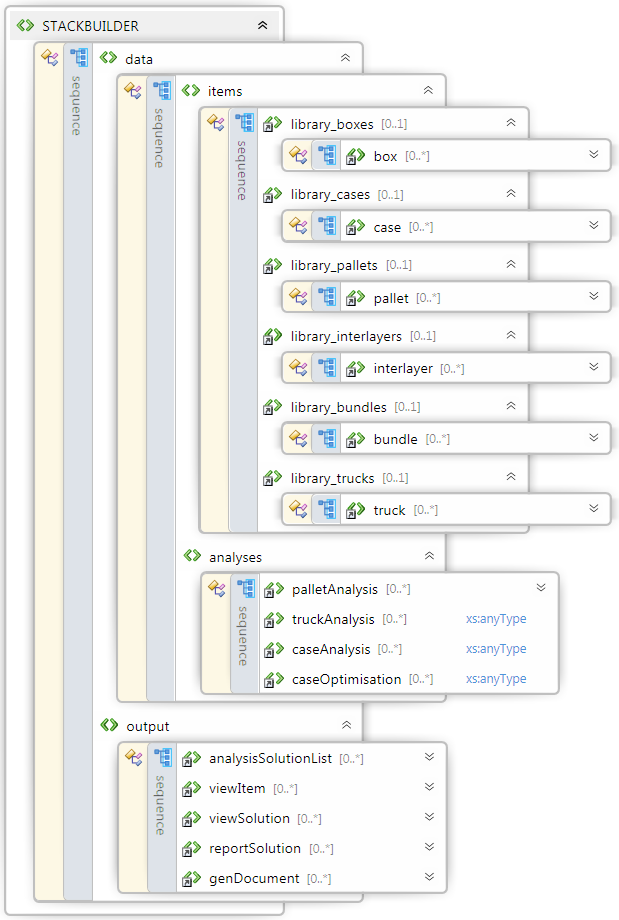 STACKBUILDER
sequence
data
sequence
items
sequence
library_boxes [0..1]
box [0..*]
library_cases [0..1]
case [0..*]
library_pallets [0..1]
pallet [0..*]
library_interlayers [0..1]
interlayer [0..*]
library_bundles [0..1]
bundle [0..*]
library_trucks [0..1]
truck [0..*]
analyses
sequence
palletAnalysis [0..*]
truckAnalysis [0..*] xs:anyType
caseAnalysis [0..*] xs:anyType
caseOptimisation [0..*] xs:anyType
output
sequence
analysisSolutionList [0..*]
viewItem [0..*]
viewSolution [0..*]
reportSolution [0..*]
genDocument [0..*]